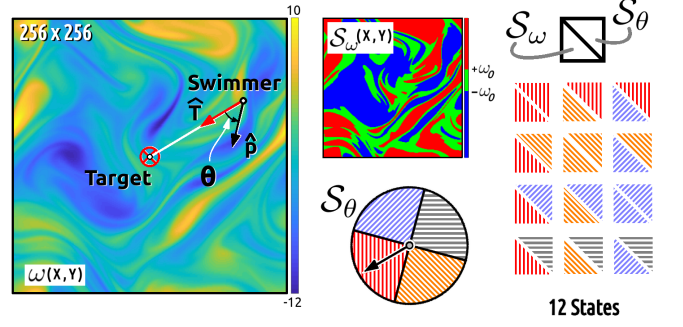 256 x 256
10
Swimmer
T̂
p̂
θ
Target
ω(X,Y)
-12
𝒮ω(X,Y)
+ω₀
−ω₀
𝒮θ
𝒮ω
𝒮θ
12 States